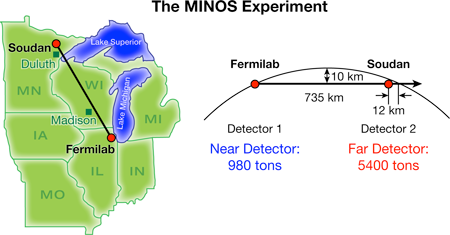 The MINOS Experiment
Soudan
Duluth
Lake Superior
MN
WI
Lake Michigan
MI
Madison
Fermilab
IA
IL
IN
MO
Fermilab
Soudan
10 km
735 km
12 km
Detector 1
Near Detector:
980 tons
Detector 2
Far Detector:
5400 tons